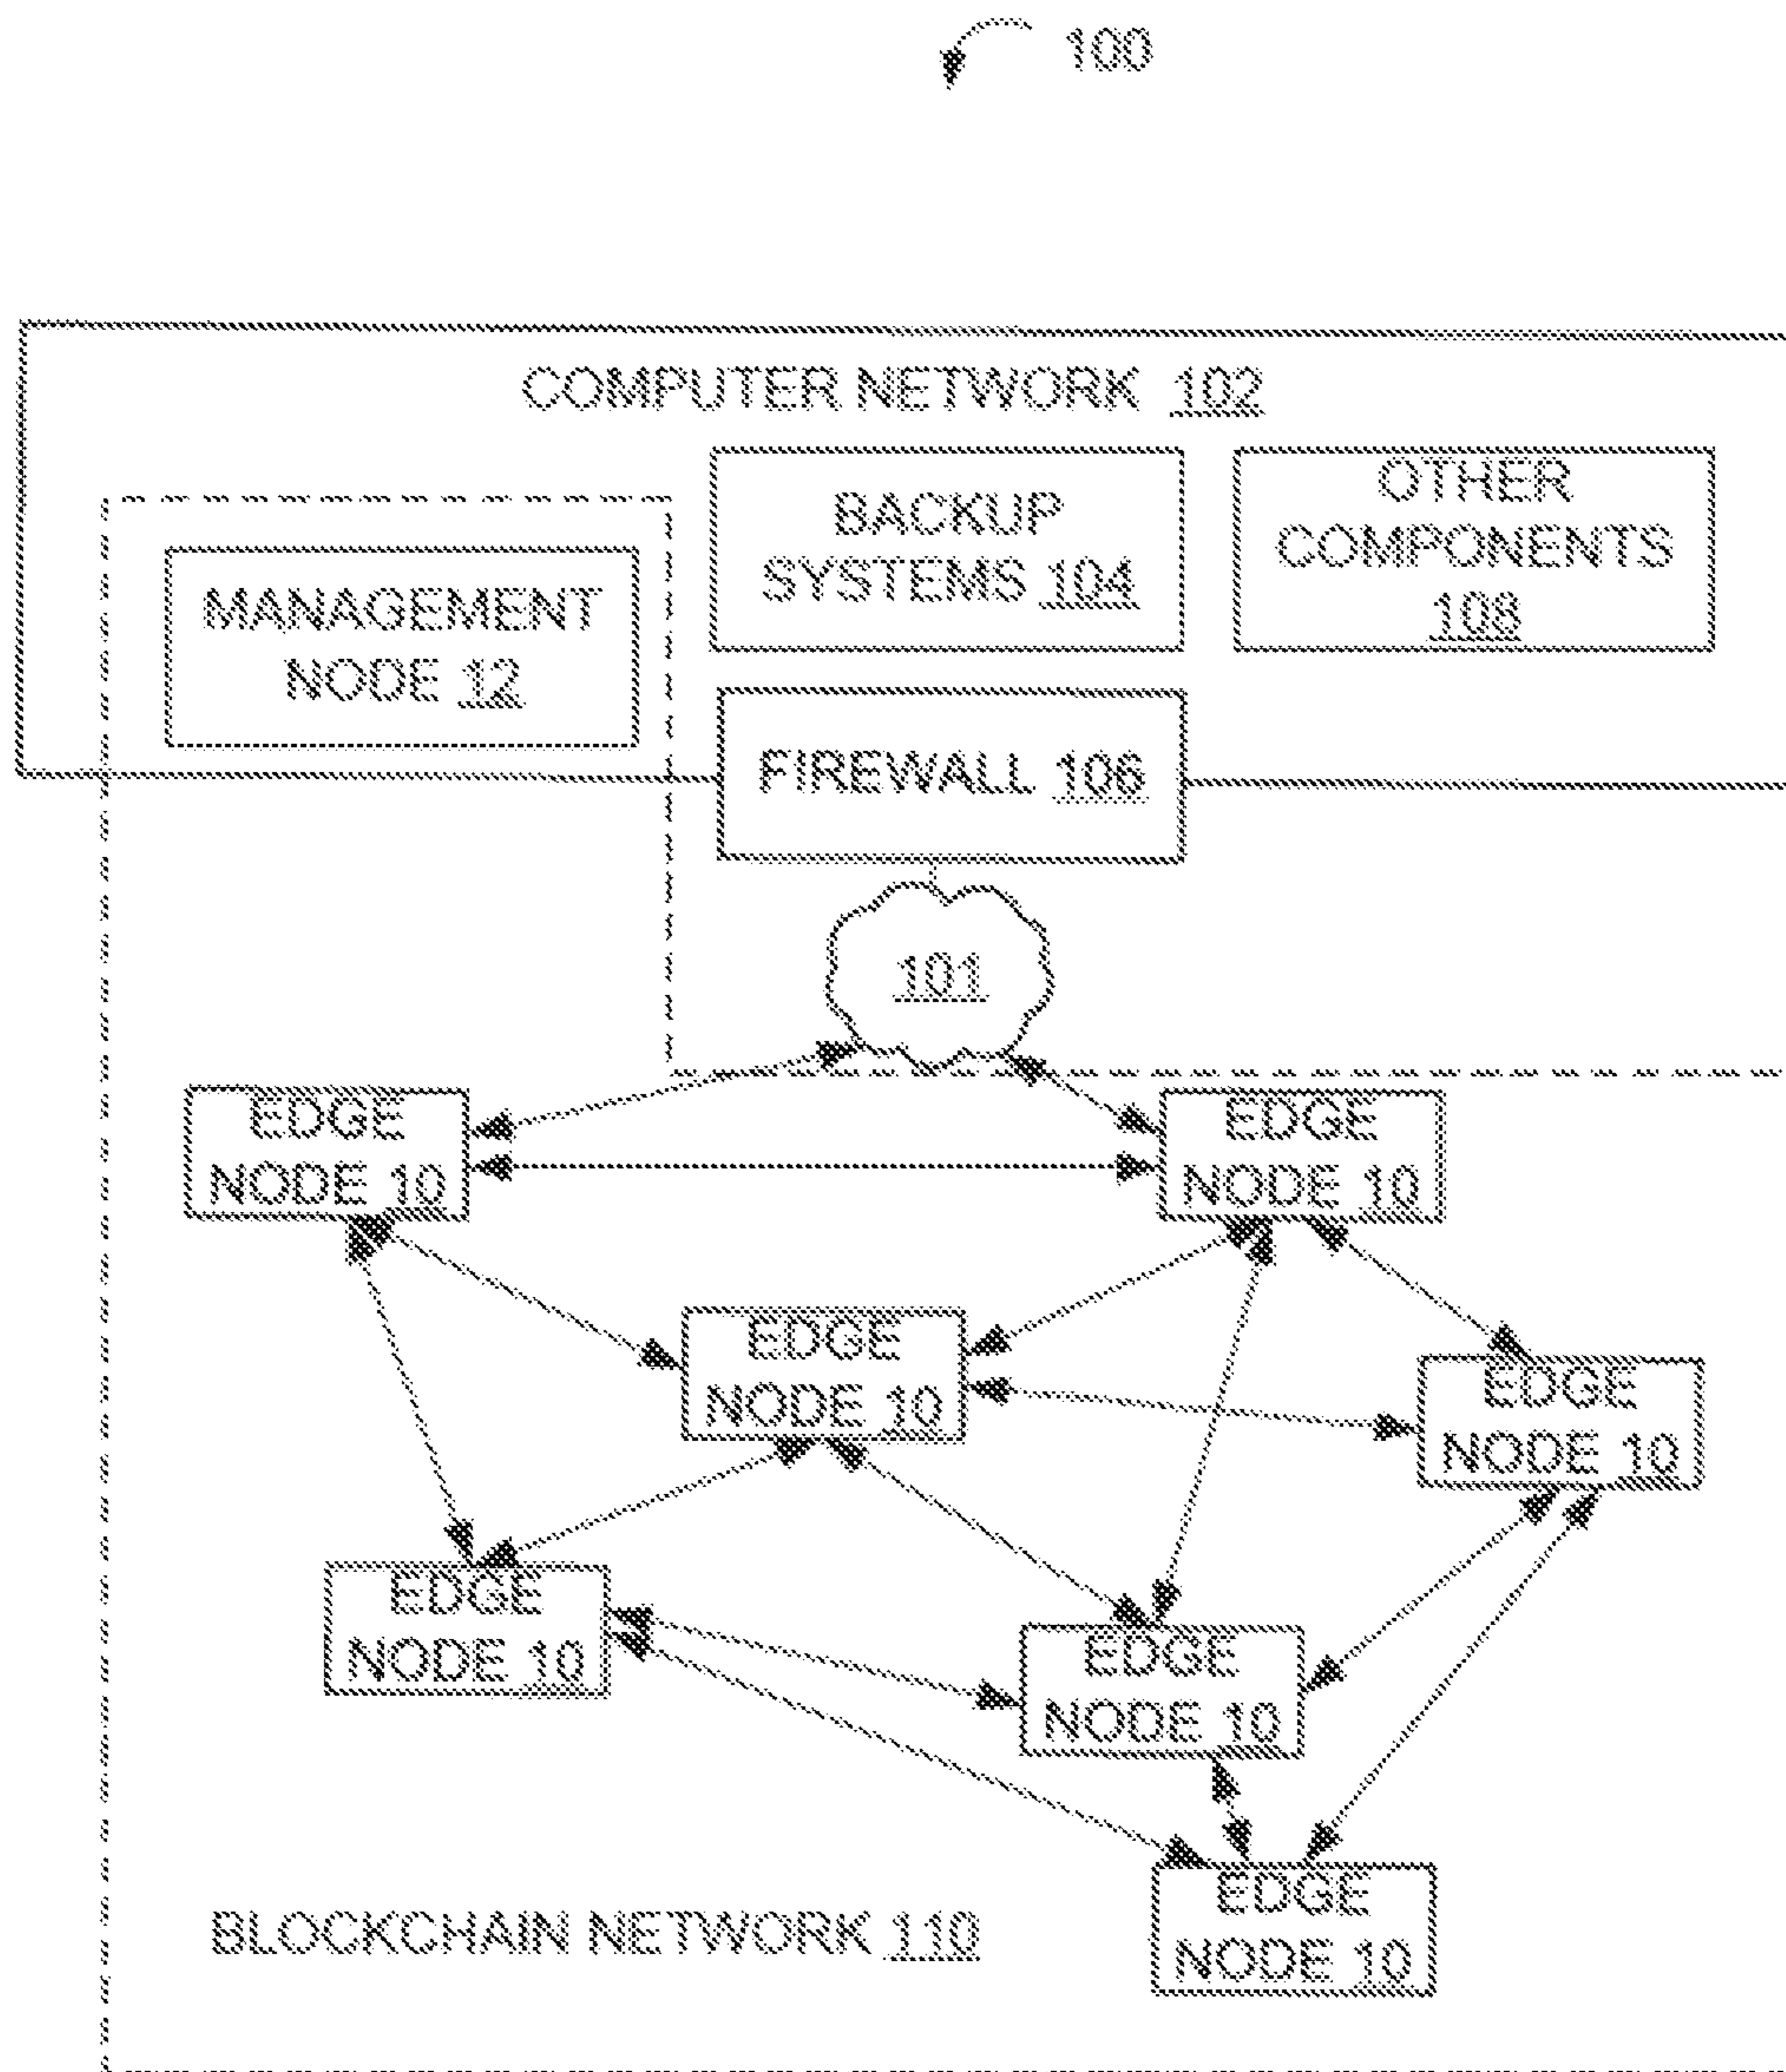 100
COMPUTER NETWORK 102
BACKUP
SYSTEMS 104
OTHER
COMPONENTS
108
MANAGEMENT
NODE 12
FIREWALL 106
101
EDGE
NODE 10
EDGE
NODE 10
EDGE
NODE 10
EDGE
NODE 10
EDGE
NODE 10
EDGE
NODE 10
EDGE
NODE 10
BLOCKCHAIN NETWORK 110